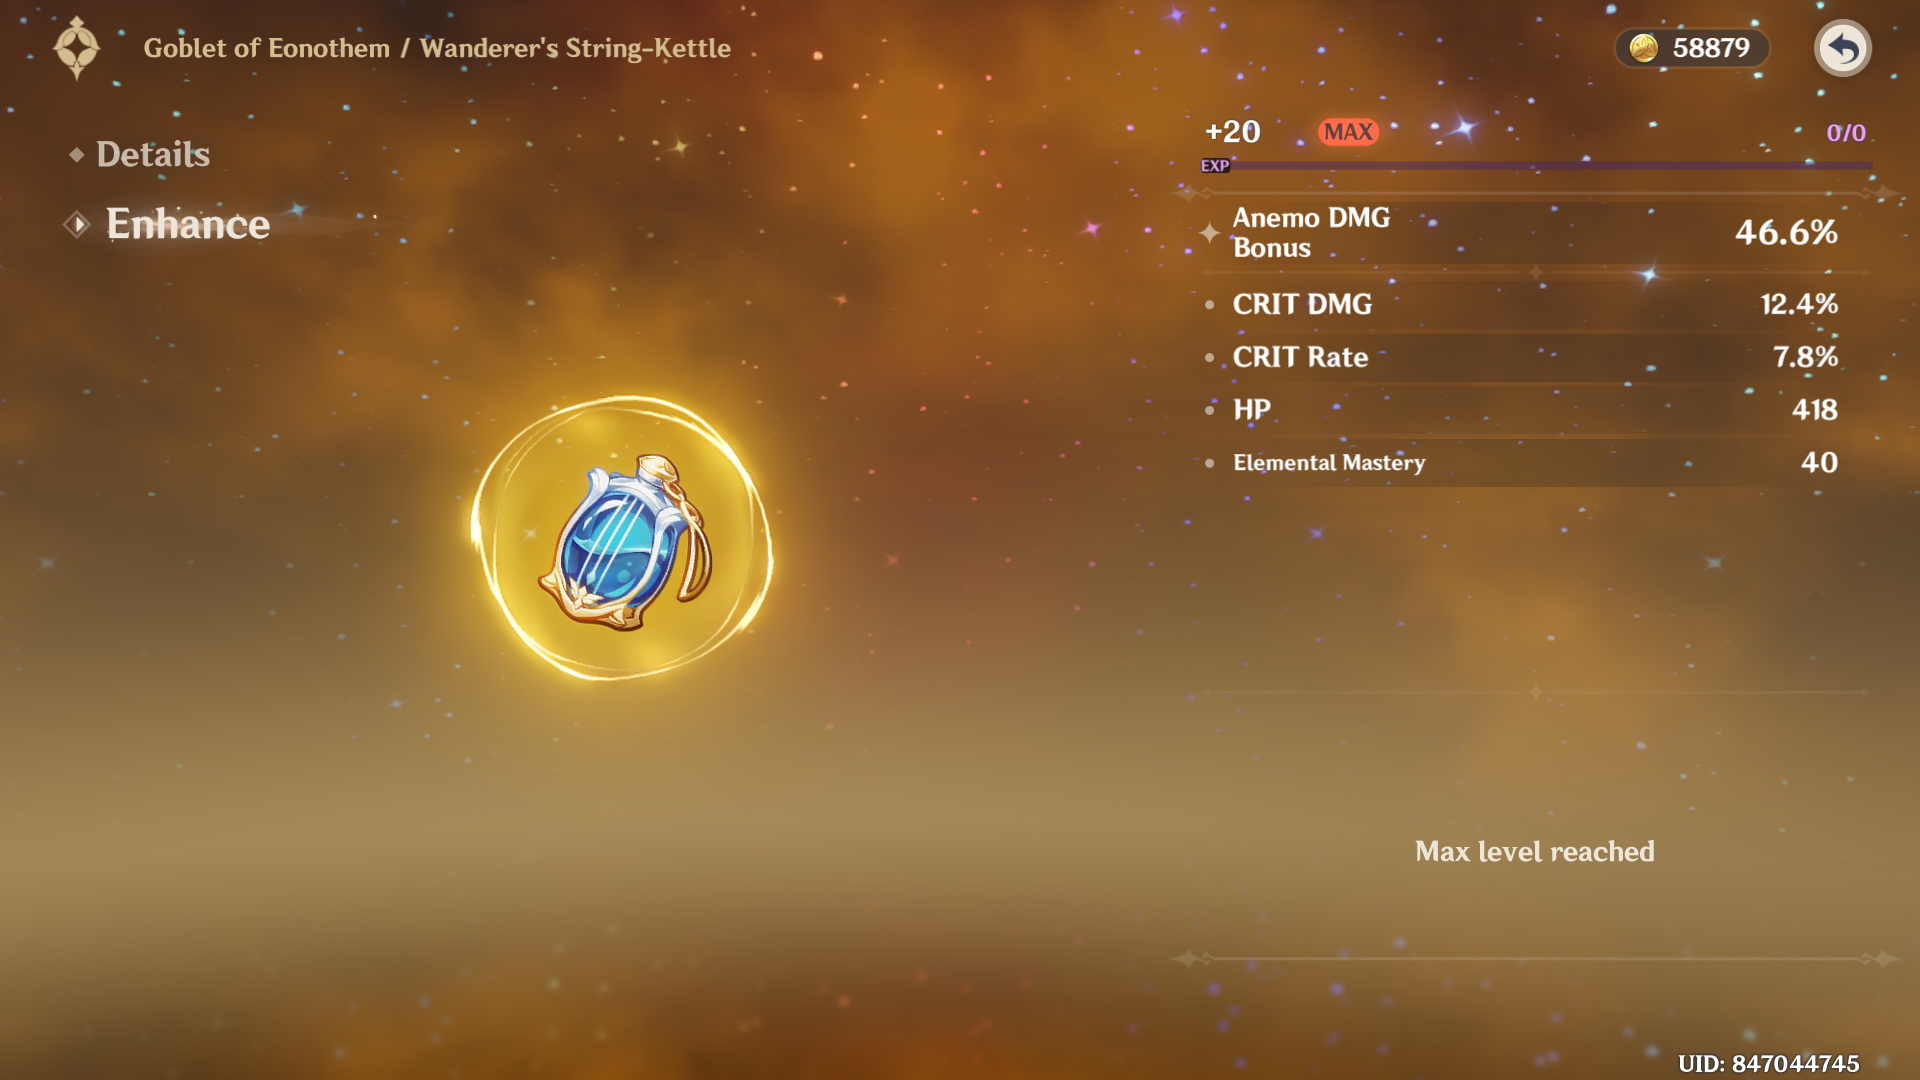 Goblet of Eonothem / Wanderer's String-Kettle
58879
Details
Enhance
+20 MAX 0/0
EXP
Anemo DMG
Bonus 46.6%
CRIT DMG 12.4%
CRIT Rate 7.8%
HP 418
Elemental Mastery 40
Max level reached
UID: 847044745